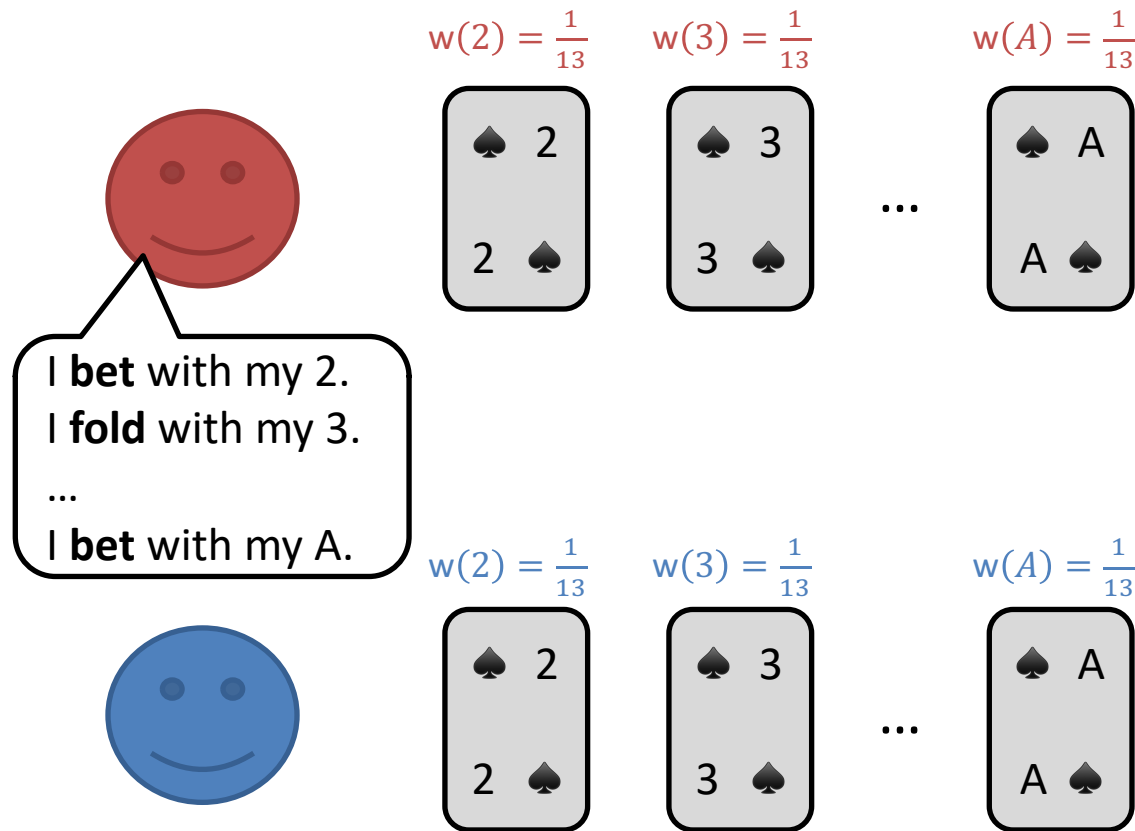 w(2) = 1/13 w(3) = 1/13 w(A) = 1/13
♠ 2 ♠ 3 ♠ A
...
2 ♠ 3 ♠ A ♠
I bet with my 2.
I fold with my 3.
...
I bet with my A.
w(2) = 1/13 w(3) = 1/13 w(A) = 1/13
♠ 2 ♠ 3 ♠ A
...
2 ♠ 3 ♠ A ♠